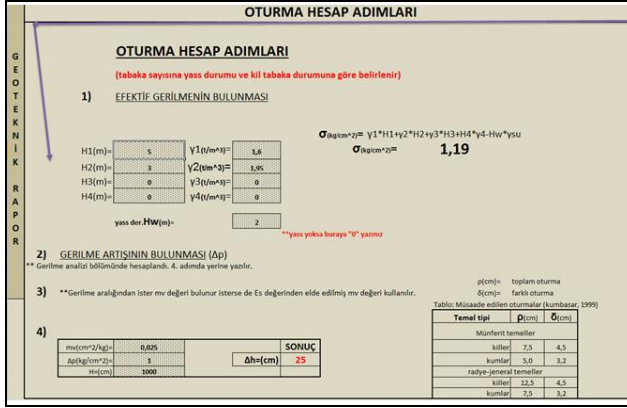 OTURMA HESAP ADIMLARI
GEOTEKNİK RAPOR
OTURMA HESAP ADIMLARI
(tabaka sayısına yass durumu ve kil tabaka durumuna göre belirlenir)
1) EFEKTİF GERİLMENİN BULUNMASI
σ(kg/cm^2)= γ1*H1+γ2*H2+γ3*H3+H4*γ4-Hw*γsu
σ(kg/cm^2)= 1,19
H1(m)= 5 γ1(t/m^3)= 1,6
H2(m)= 3 γ2(t/m^3)= 1,95
H3(m)= 0 γ3(t/m^3)= 0
H4(m)= 0 γ4(t/m^3)= 0
yass der.Hw(m)= 2
**yass yoksa buraya "0" yazınız
2) GERİLME ARTIŞININ BULUNMASI (Δp)
** Gerilme analizi bölümünde hesaplandı. 4. adımda yerine yazılır.
ρ(cm)= toplam oturma
δ(cm)= farklı oturma
3) **Gerilme aralığından ister mv değeri bulunur isterse de Es değerinden elde edilmiş mv değeri kullanılır.
Tablo: Müsaade edilen oturmalar (kumbasar, 1999)
Temel tipi ρ(cm) δ(cm)
Münferit temeller
killer 7,5 4,5
kumlar 5,0 3,2
radye-jeneral temeller
killer 12,5 4,5
kumlar 7,5 3,2
4)
mv(cm^2/kg)= 0,025 SONUÇ
Δp(kg/cm^2)= 1 Δh=(cm) 25
H=(cm) 1000